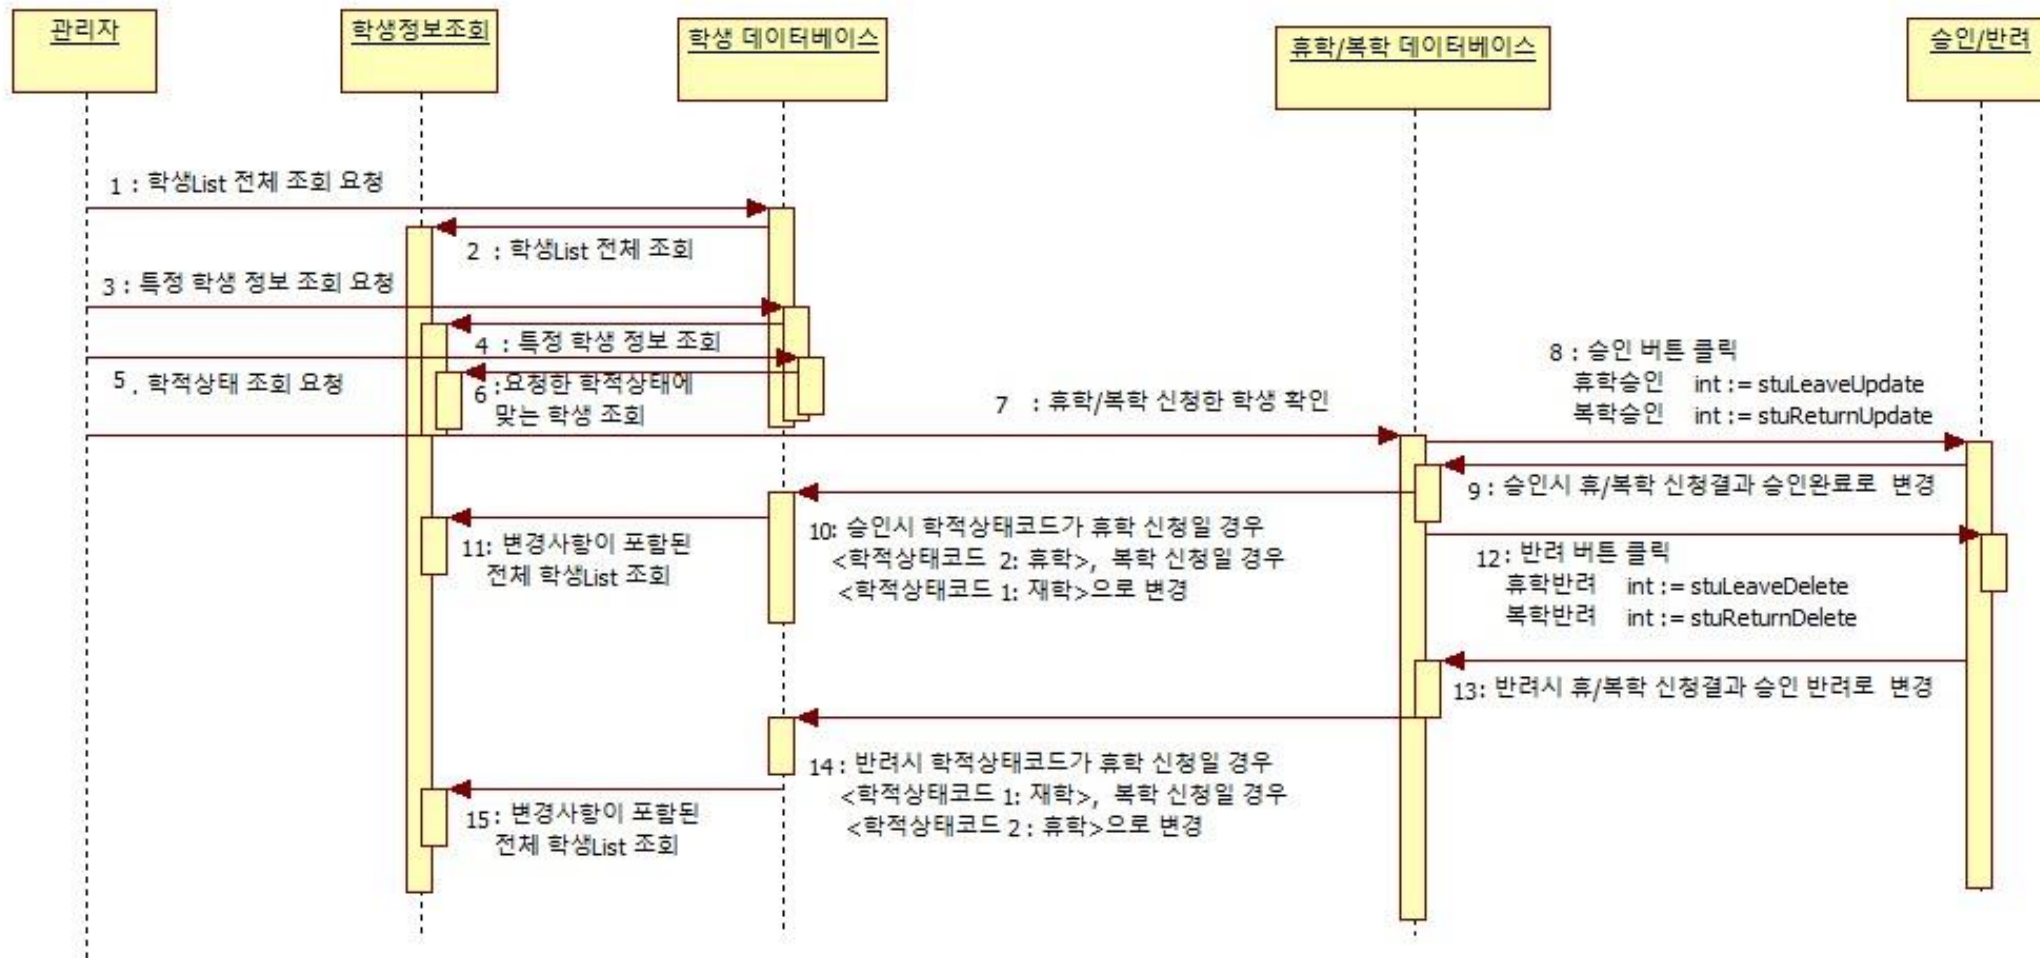 관리자
학생정보조회
학생 데이터베이스
휴학/복학 데이터베이스
승인/반려
1 : 학생List 전체 조회 요청
2 : 학생List 전체 조회
3 : 특정 학생 정보 조회 요청
4 : 특정 학생 정보 조회
5 . 학적상태 조회 요청
6 :요청한 학적상태에
맞는 학생 조회
7 : 휴학/복학 신청한 학생 확인
8 : 승인 버튼 클릭
휴학승인 int := stuLeaveUpdate
복학승인 int := stuReturnUpdate
9 : 승인시 휴/복학 신청결과 승인완료로 변경
10: 승인시 학적상태코드가 휴학 신청일 경우
<학적상태코드 2: 휴학>, 복학 신청일 경우
<학적상태코드 1: 재학>으로 변경
11: 변경사항이 포함된
전체 학생List 조회
12: 반려 버튼 클릭
휴학반려 int := stuLeaveDelete
복학반려 int := stuReturnDelete
13: 반려시 휴/복학 신청결과 승인 반려로 변경
14 : 반려시 학적상태코드가 휴학 신청일 경우
<학적상태코드 1: 재학>, 복학 신청일 경우
<학적상태코드 2 : 휴학>으로 변경
15 : 변경사항이 포함된
전체 학생List 조회